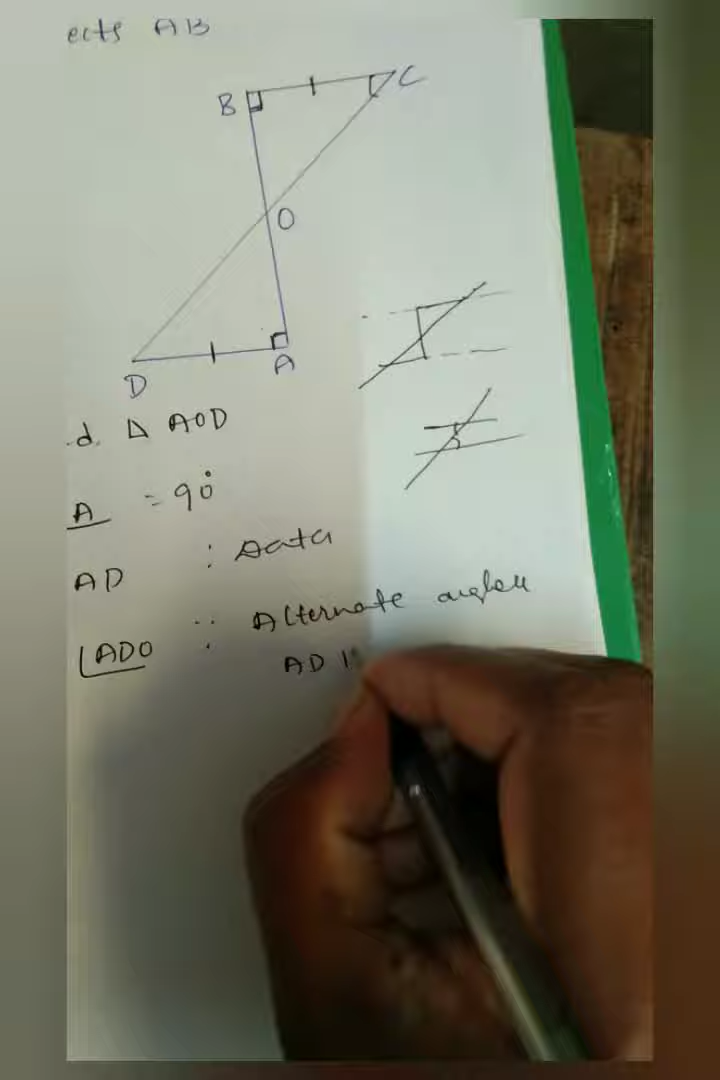 ects AB
B
C
O
D
A
.d. Δ AOD
A = 90°
AD : Data
∠ADO ∵ Alternate angles
AD ||